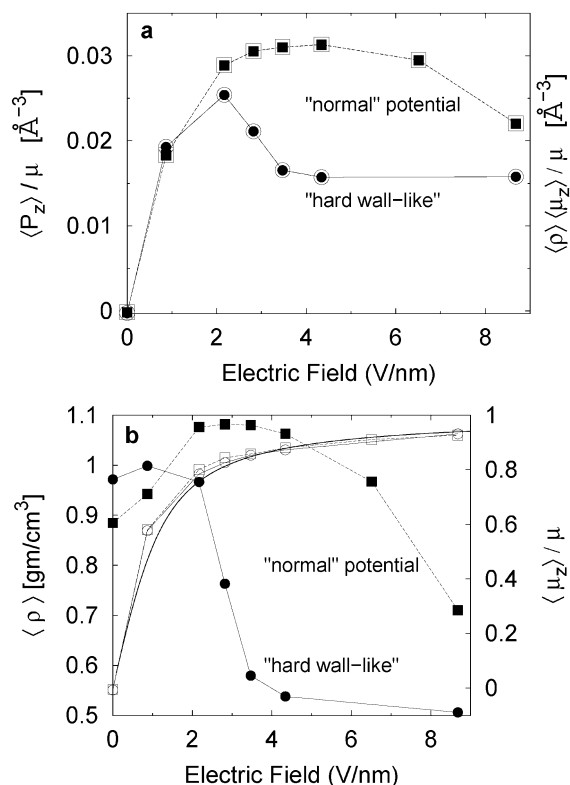 a
0.03
0.02
0.01
0
⟨P_z⟩ / μ [Å⁻³]
⟨ρ⟩ ⟨μ_z⟩ / μ [Å⁻³]
"normal" potential
"hard wall−like"
0 2 4 6 8
Electric Field (V/nm)
b
1.1
1
0.9
0.8
0.7
0.6
0.5
⟨ρ⟩ [gm/cm³]
1
0.8
0.6
0.4
0.2
0
⟨μ_z⟩ / μ
"normal" potential
"hard wall−like"
0 2 4 6 8
Electric Field (V/nm)